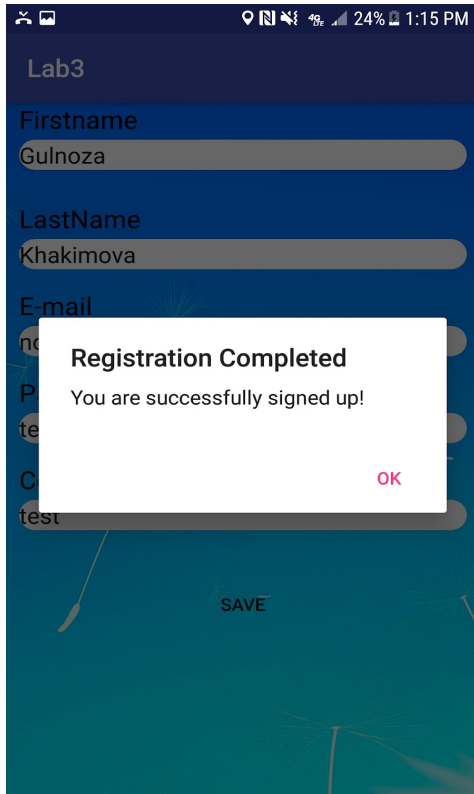 24% 1:15 PM
Lab3
Firstname
Gulnoza
LastName
Khakimova
E-mail
Registration Completed
You are successfully signed up!
OK
test
SAVE